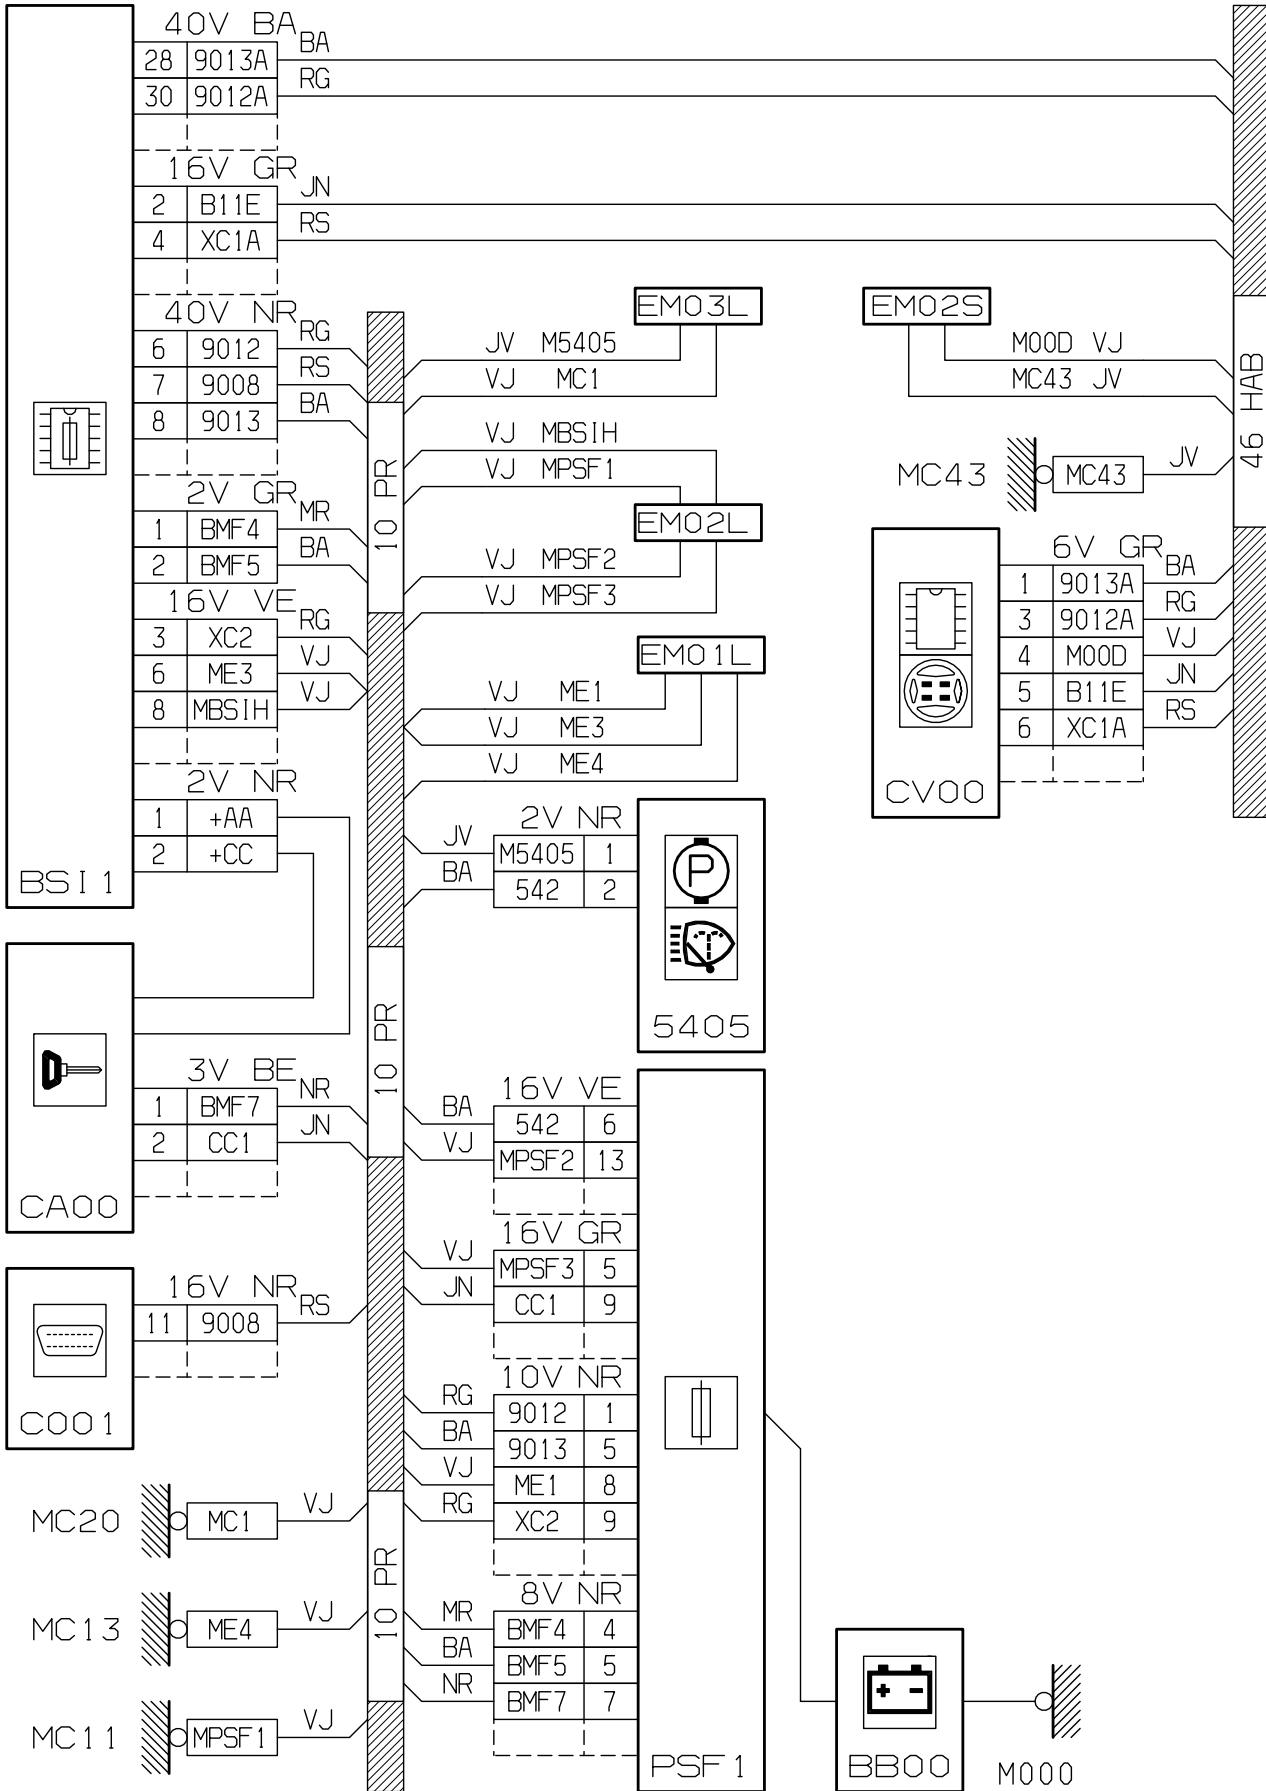 40V BA
28 9013A BA
30 9012A RG
16V GR
2 B11E JN
4 XC1A RS
40V NR
6 9012 RG
7 9008 RS
8 9013 BA
2V GR
1 BMF4 MR
2 BMF5 BA
16V VE
3 XC2 RG
6 ME3 VJ
8 MBSIH VJ
2V NR
1 +AA
2 +CC
BSI1
3V BE
1 BMF7 NR
2 CC1 JN
CA00
16V NR
11 9008 RS
C001
MC20 MC1 VJ
MC13 ME4 VJ
MC11 MPSF1 VJ
10 PR
10 PR
10 PR
EM03L
JV M5405
VJ MC1
VJ MBSIH
VJ MPSF1
EM02L
VJ MPSF2
VJ MPSF3
EM01L
VJ ME1
VJ ME3
VJ ME4
2V NR
JV M5405 1
BA 542 2
P
5405
16V VE
BA 542 6
VJ MPSF2 13
16V GR
VJ MPSF3 5
JN CC1 9
10V NR
RG 9012 1
BA 9013 5
VJ ME1 8
RG XC2 9
8V NR
MR BMF4 4
BA BMF5 5
NR BMF7 7
PSF1
EM02S
M00D VJ
MC43 JV
MC43 MC43 JV
46 HAB
6V GR
1 9013A BA
3 9012A RG
4 M00D VJ
5 B11E JN
6 XC1A RS
CV00
+ -
BB00
M000